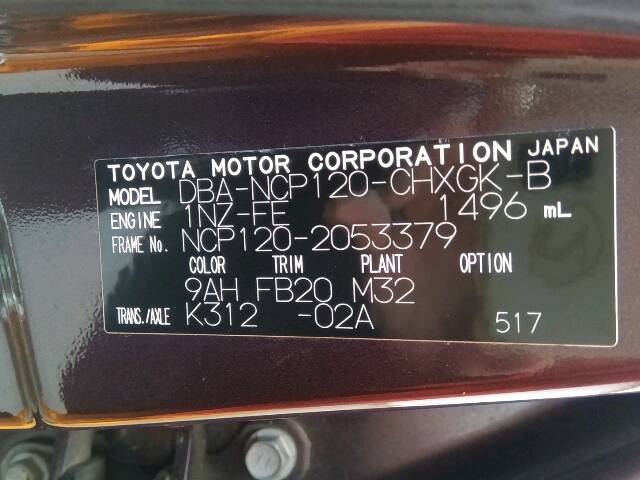 TOYOTA MOTOR CORPORATION JAPAN
MODEL DBA-NCP120-CHXGK-B
ENGINE 1NZ-FE 1496 mL
FRAME No. NCP120-2053379
COLOR TRIM PLANT OPTION
9AH FB20 M32
TRANS./AXLE K312 -02A 517